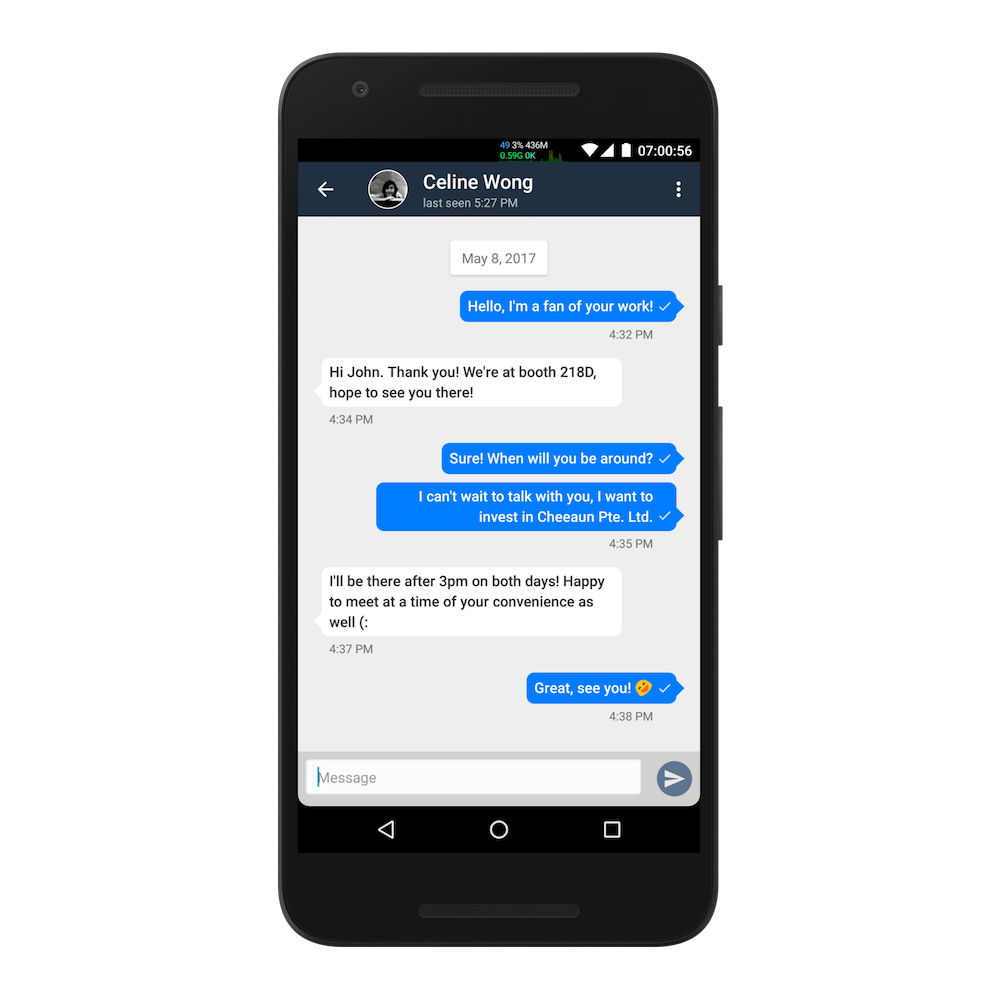 49 3% 436M
0.59G 0K
07:00:56
Celine Wong
last seen 5:27 PM
May 8, 2017
Hello, I'm a fan of your work!
4:32 PM
Hi John. Thank you! We're at booth 218D,
hope to see you there!
4:34 PM
Sure! When will you be around?
I can't wait to talk with you, I want to
invest in Cheeaun Pte. Ltd.
4:35 PM
I'll be there after 3pm on both days! Happy
to meet at a time of your convenience as
well (:
4:37 PM
Great, see you! 🤣
4:38 PM
Message